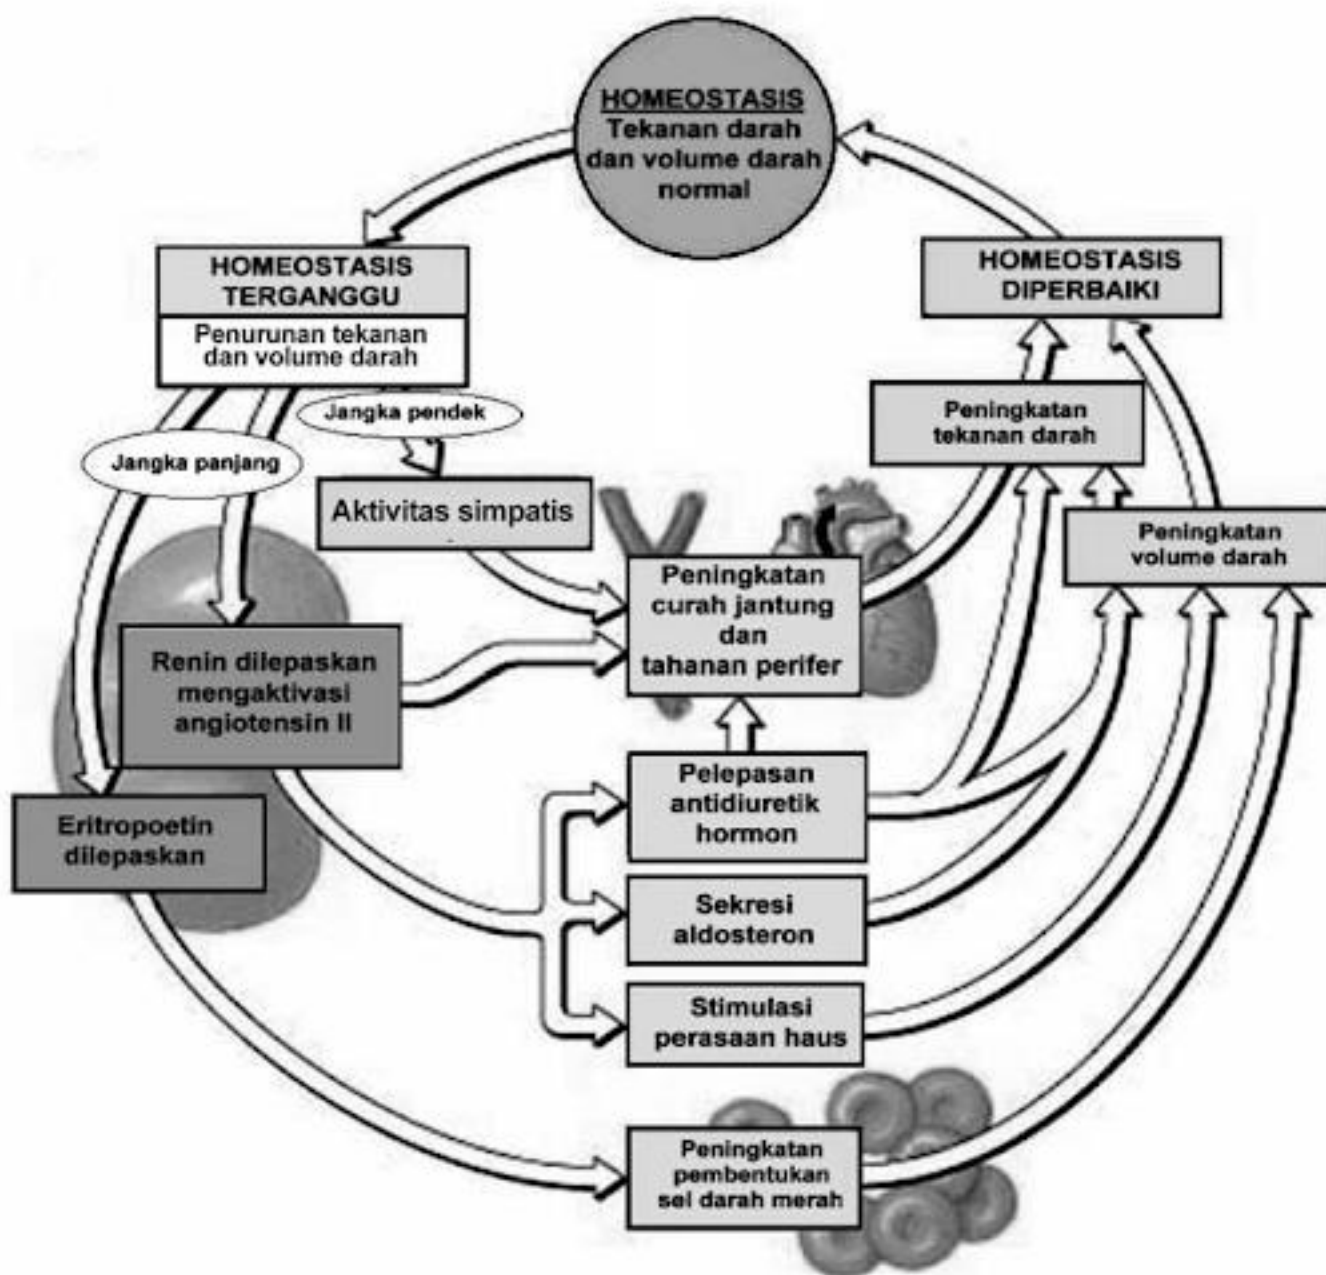 HOMEOSTASIS
Tekanan darah
dan volume darah
normal
HOMEOSTASIS
TERGANGGU
Penurunan tekanan
dan volume darah
HOMEOSTASIS
DIPERBAIKI
Jangka pendek
Jangka panjang
Peningkatan
tekanan darah
Aktivitas simpatis
Peningkatan
volume darah
Peningkatan
curah jantung
dan
tahanan perifer
Renin dilepaskan
mengaktivasi
angiotensin II
Pelepasan
antidiuretik
hormon
Eritropoetin
dilepaskan
Sekresi
aldosteron
Stimulasi
perasaan haus
Peningkatan
pembentukan
sel darah merah